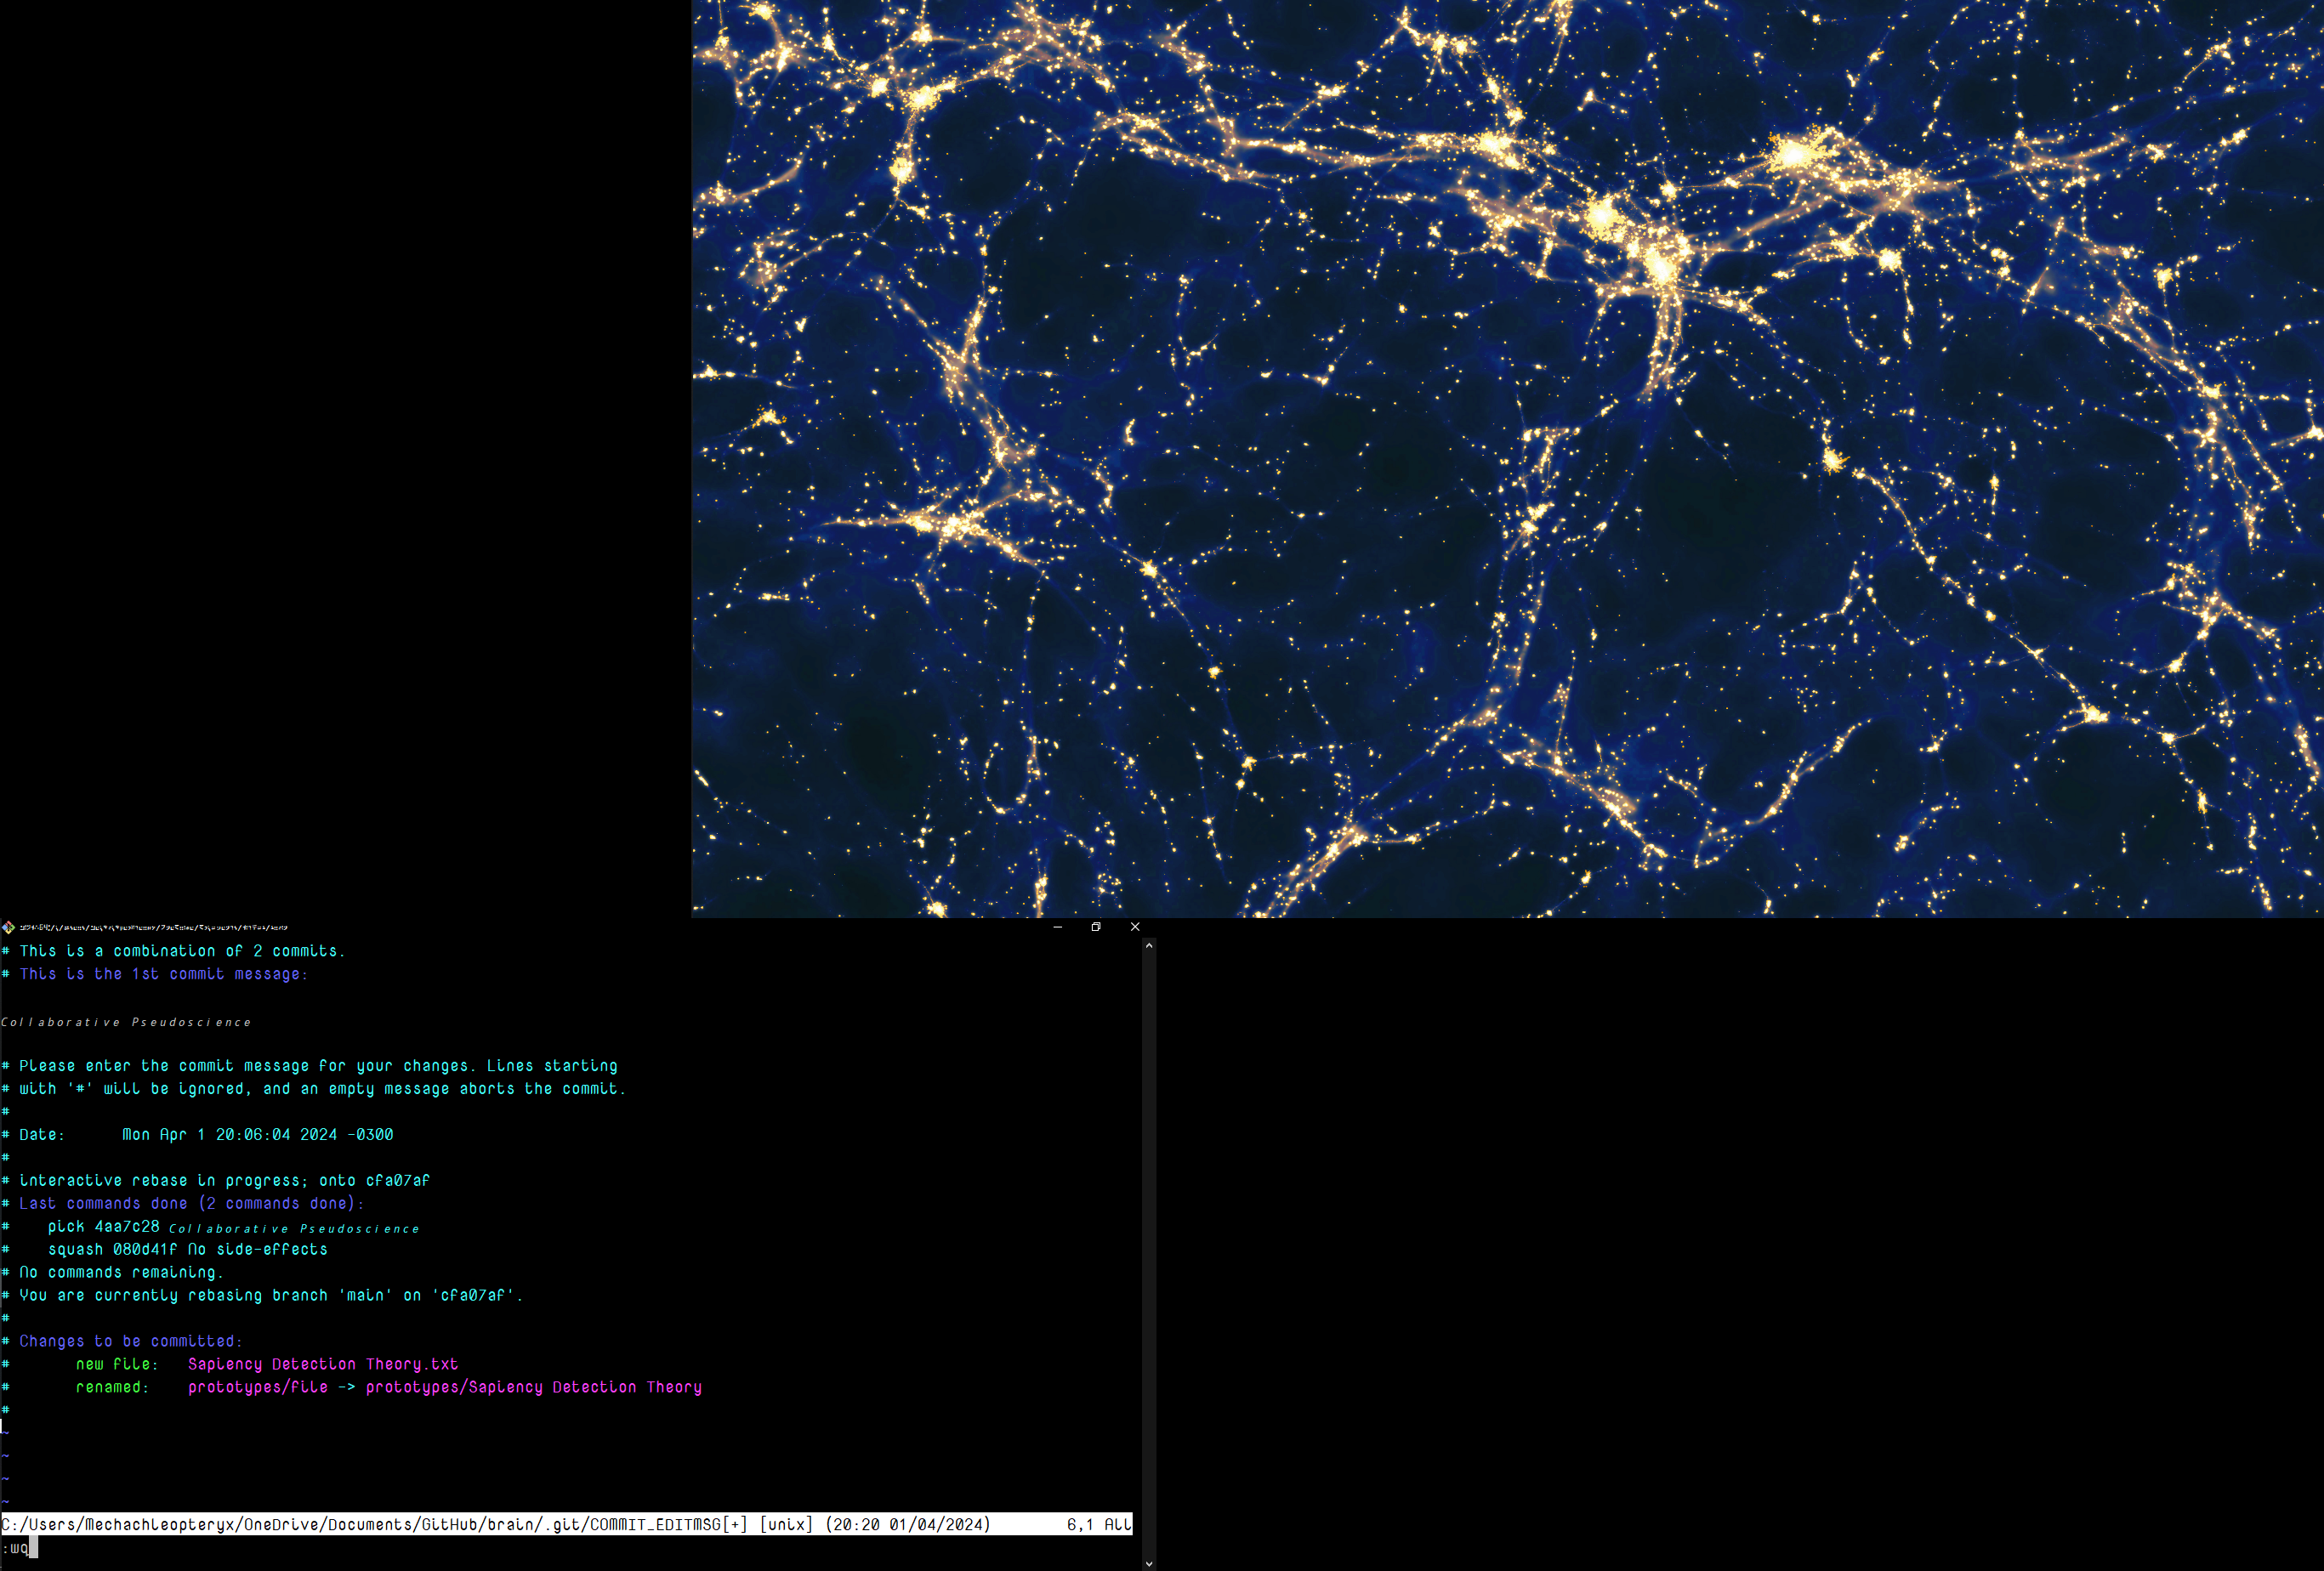 # This is a combination of 2 commits.
# This is the 1st commit message:
Collaborative Pseudoscience
# Please enter the commit message for your changes. Lines starting
# with '#' will be ignored, and an empty message aborts the commit.
#
# Date:      Mon Apr 1 20:06:04 2024 -0300
#
# interactive rebase in progress; onto cfa07af
# Last commands done (2 commands done):
#    pick 4aa7c28 Collaborative Pseudoscience
#    squash 080d41f No side-effects
# No commands remaining.
# You are currently rebasing branch 'main' on 'cfa07af'.
#
# Changes to be committed:
#       new file:   Sapiency Detection Theory.txt
#       renamed:    prototypes/file -> prototypes/Sapiency Detection Theory
#
~
~
~
~
C:/Users/Mechachleopteryx/OneDrive/Documents/GitHub/brain/.git/COMMIT_EDITMSG[+] [unix] (20:20 01/04/2024) 6,1 All
:wq